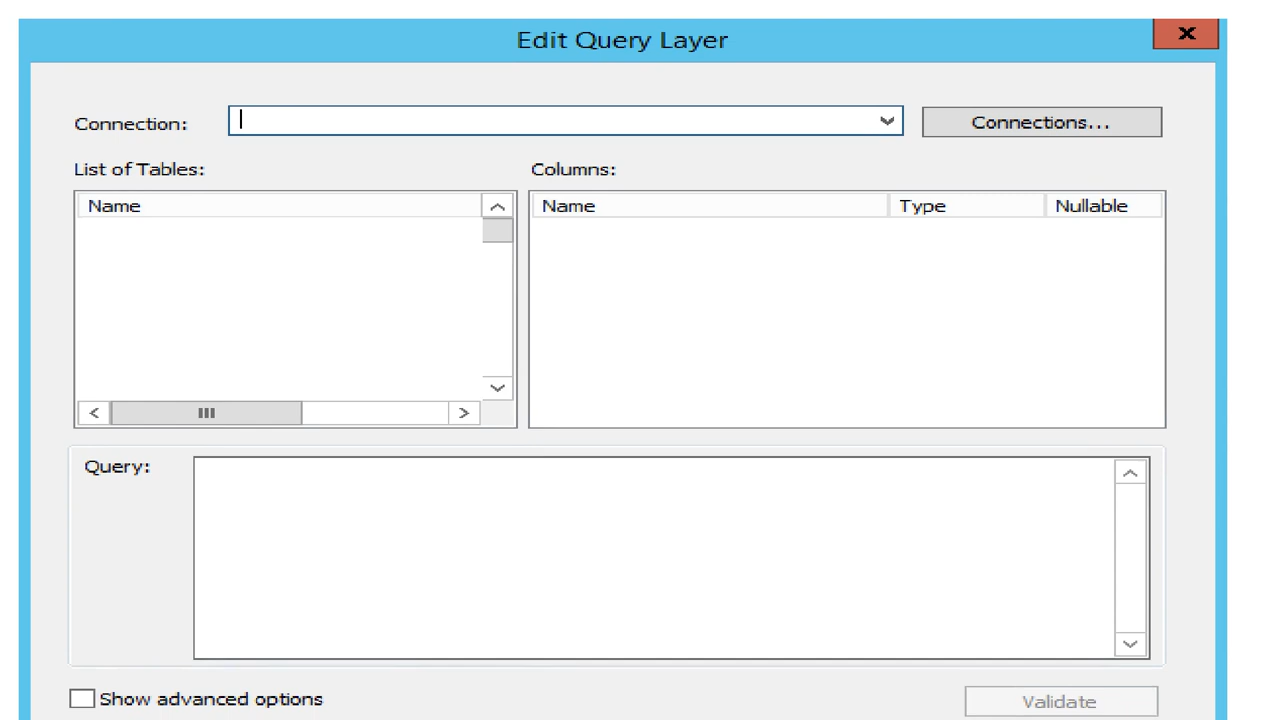 Edit Query Layer
Connection:
Connections...
List of Tables:
Columns:
Name
Name
Type
Nullable
Query:
Show advanced options
Validate